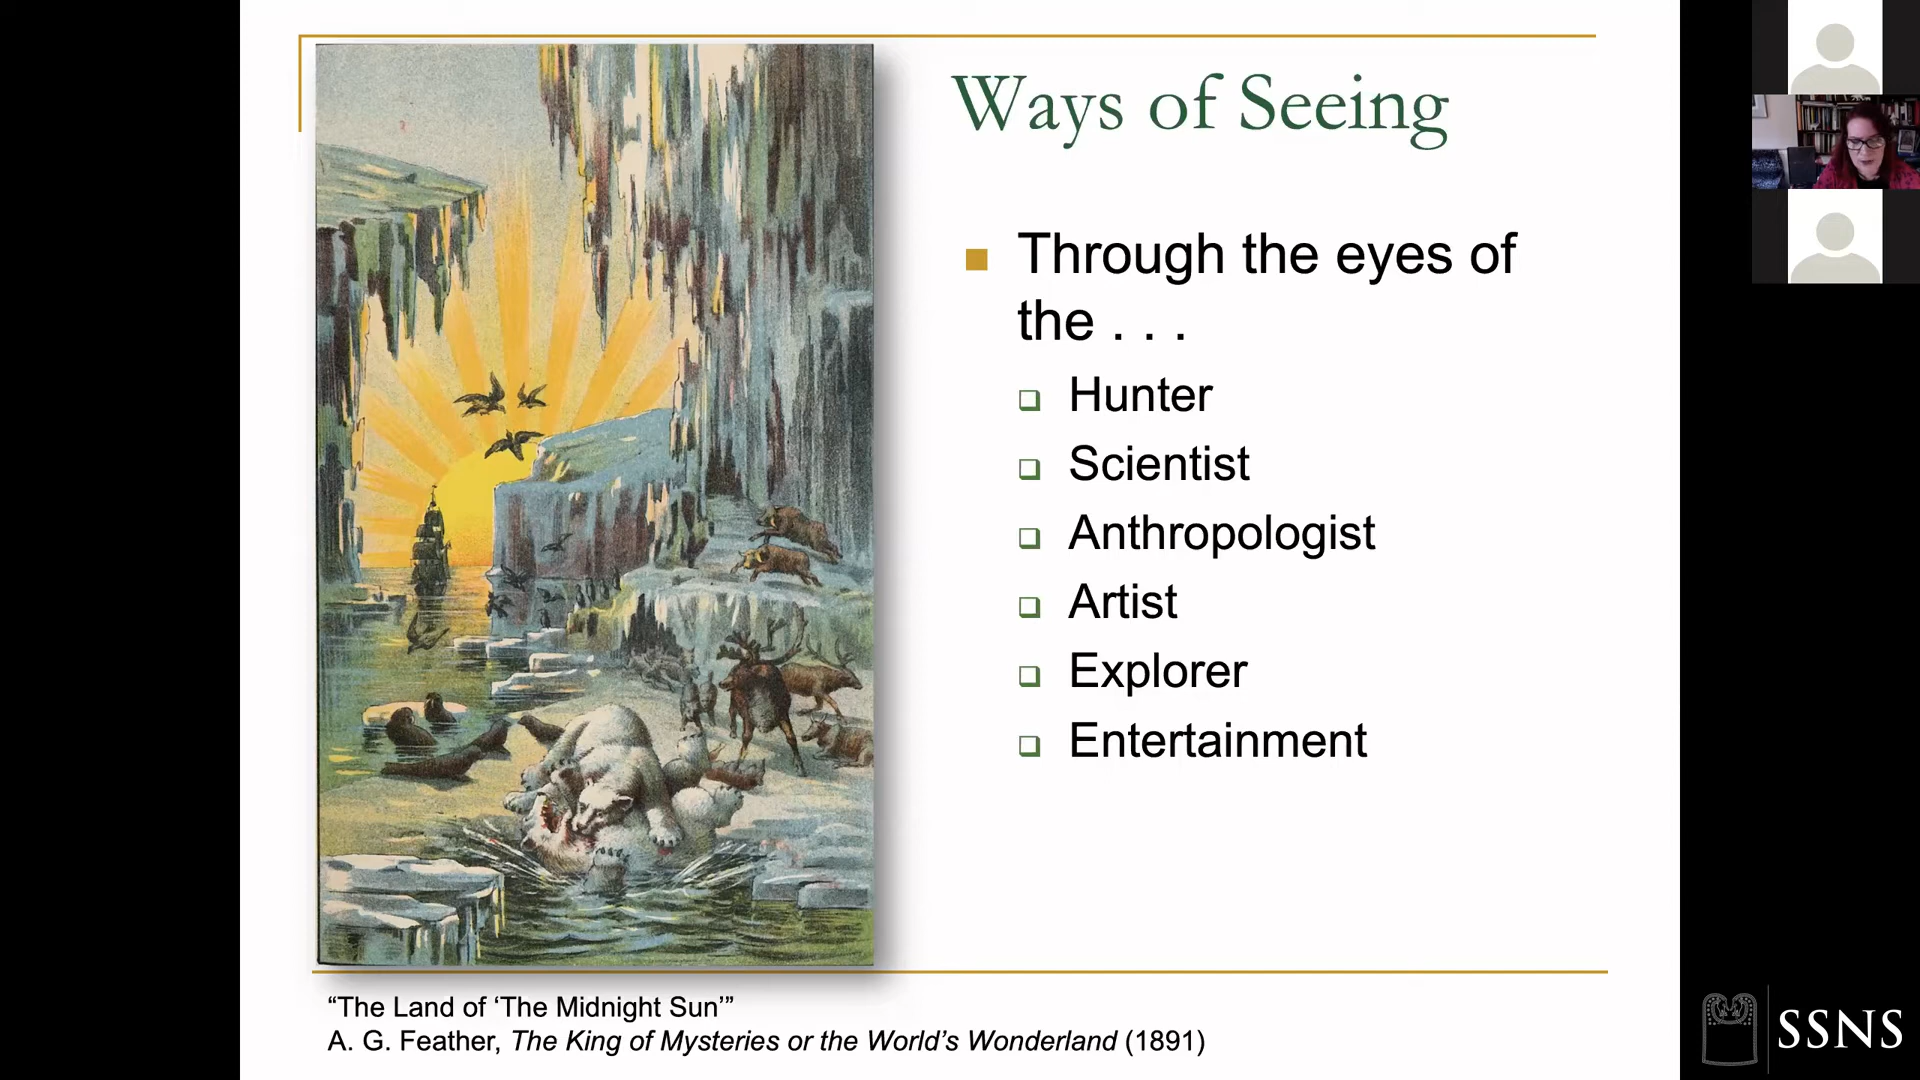 Ways of Seeing
Through the eyes of
the . . .
Hunter
Scientist
Anthropologist
Artist
Explorer
Entertainment
“The Land of ‘The Midnight Sun’”
A. G. Feather, The King of Mysteries or the World’s Wonderland (1891)
SSNS